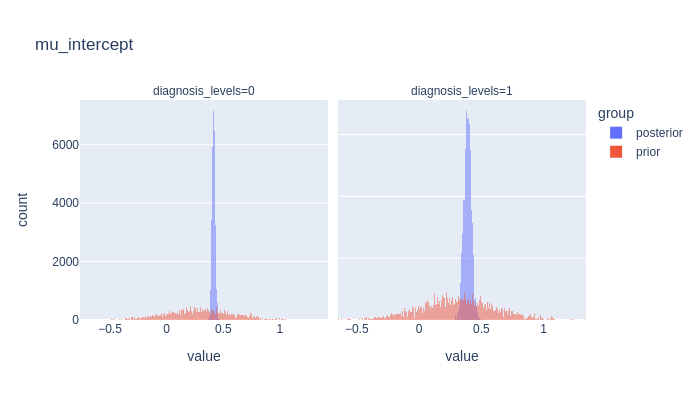 mu_intercept
diagnosis_levels=0
diagnosis_levels=1
group
posterior
prior
count
6000
4000
2000
0
−0.5
0
0.5
1
−0.5
0
0.5
1
value
value